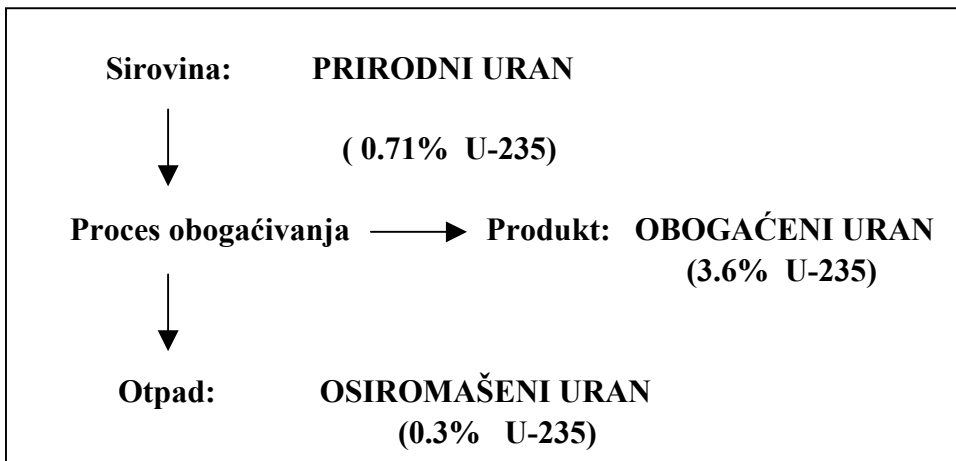 Sirovina: PRIRODNI URAN
( 0.71% U-235)
Proces obogaćivanja Produkt: OBOGAĆENI URAN
(3.6% U-235)
Otpad: OSIROMAŠENI URAN
(0.3% U-235)